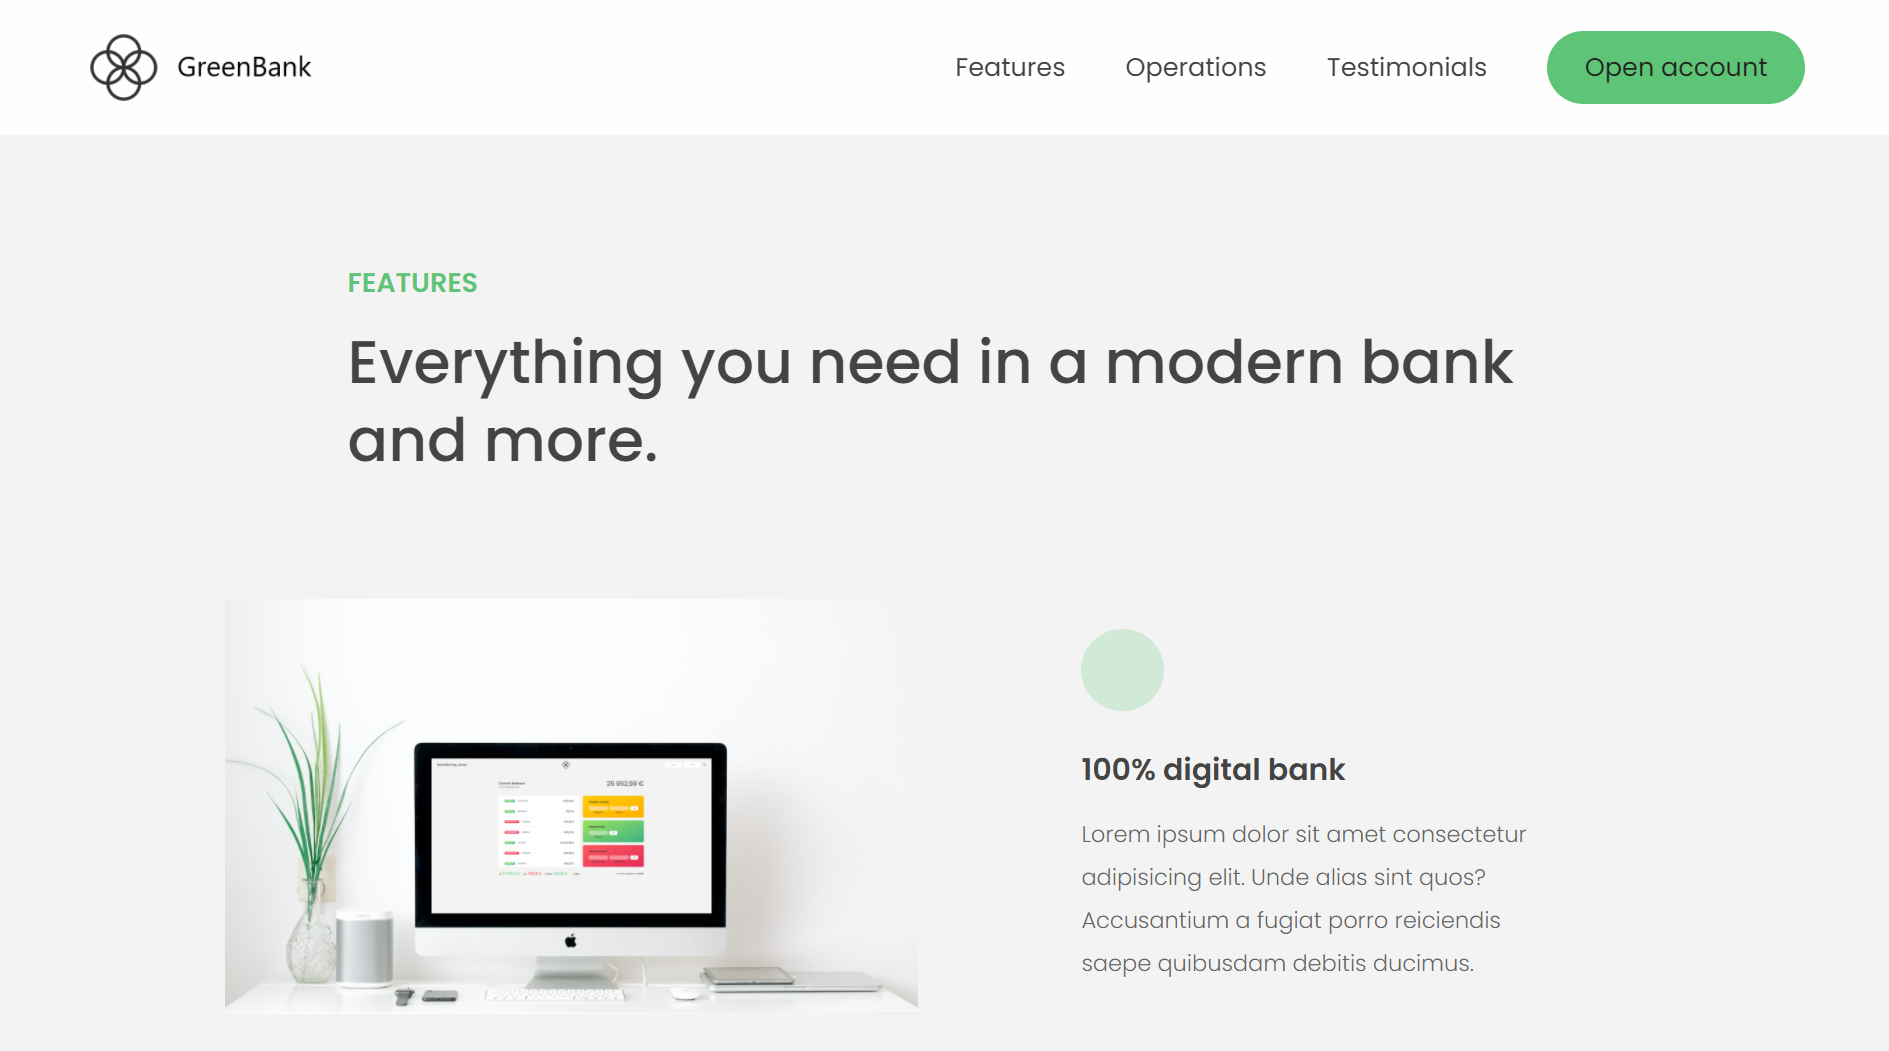 GreenBank
Features
Operations
Testimonials
Open account
FEATURES
Everything you need in a modern bank
and more.
25 952,59 €
100% digital bank
Lorem ipsum dolor sit amet consectetur
adipisicing elit. Unde alias sint quos?
Accusantium a fugiat porro reiciendis
saepe quibusdam debitis ducimus.